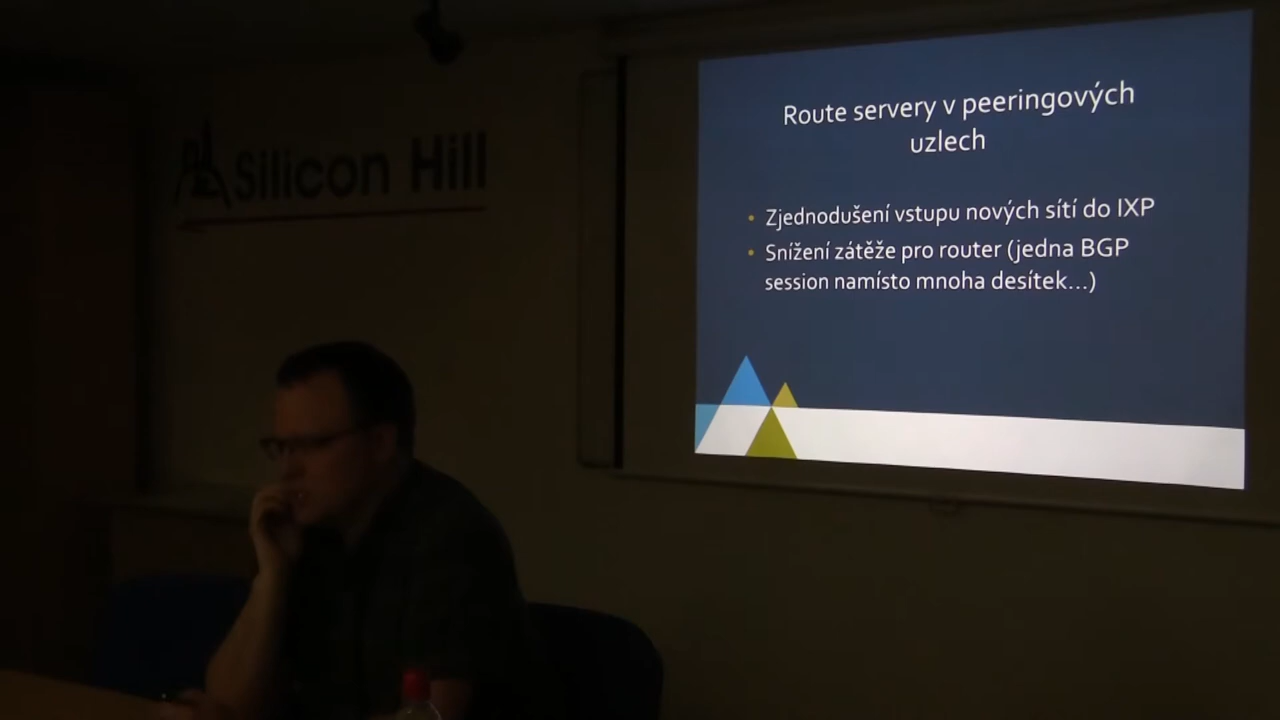 Silicon Hill
Route servery v peeringových
uzlech
• Zjednodušení vstupu nových sítí do IXP
• Snížení zátěže pro router (jedna BGP
session namísto mnoha desítek...)